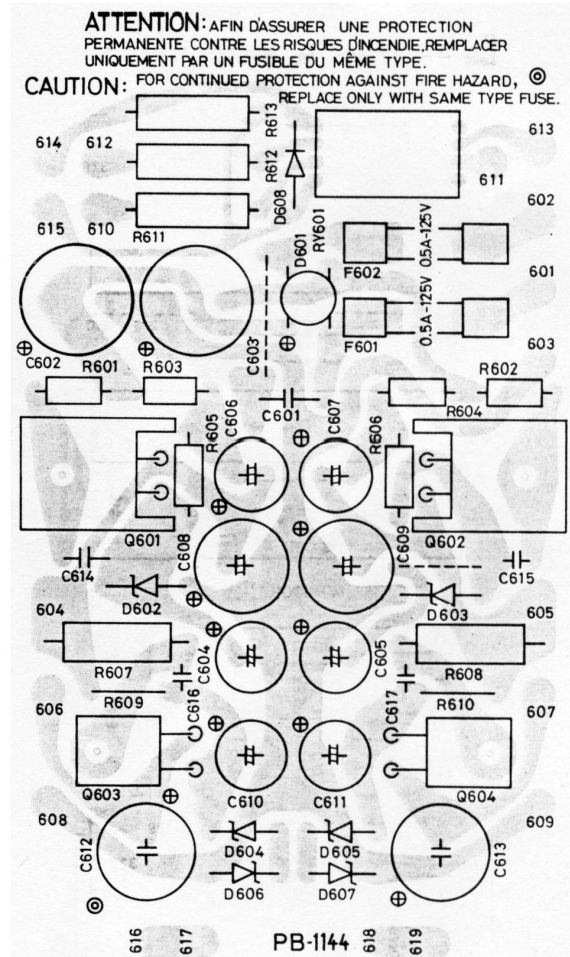 ATTENTION: AFIN D'ASSURER UNE PROTECTION
PERMANENTE CONTRE LES RISQUES D'INCENDIE, REMPLACER
UNIQUEMENT PAR UN FUSIBLE DU MÊME TYPE.
CAUTION: FOR CONTINUED PROTECTION AGAINST FIRE HAZARD,
REPLACE ONLY WITH SAME TYPE FUSE.
R613
613
614 612
R612
611
D608
602
615 610
R611
D601
RY601
F602
0.5A-125V
601
C602
C603
F601
0.5A-125V
603
R601 R603
R602
C601
R604
R605
C606
C607
R606
Q601
C608
C609
Q602
C614
C615
D602
D603
604
605
R607
C604
C605
R608
R609
C616
C617
R610
606
607
Q603
C610
C611
Q604
608
609
C612
D604
D605
C613
D606
D607
616
617
PB-1144
618
619